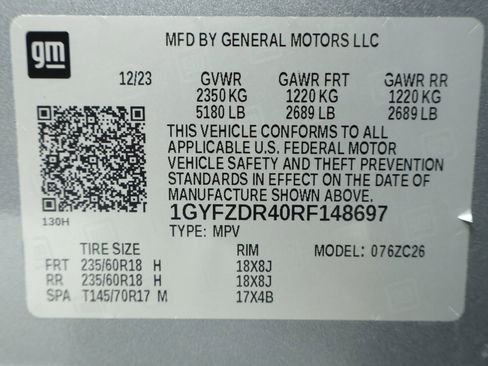 gm
MFD BY GENERAL MOTORS LLC
12/23 GVWR GAWR FRT GAWR RR
2350 KG 1220 KG 1220 KG
5180 LB 2689 LB 2689 LB
THIS VEHICLE CONFORMS TO ALL
APPLICABLE U.S. FEDERAL MOTOR
VEHICLE SAFETY AND THEFT PREVENTION
STANDARDS IN EFFECT ON THE DATE
OF MANUFACTURE SHOWN ABOVE.
130H
1GYFZDR40RF148697
TYPE: MPV
TIRE SIZE RIM MODEL: 076ZC26
FRT 235/60R18 H 18X8J
RR 235/60R18 H 18X8J
SPA T145/70R17 M 17X4B